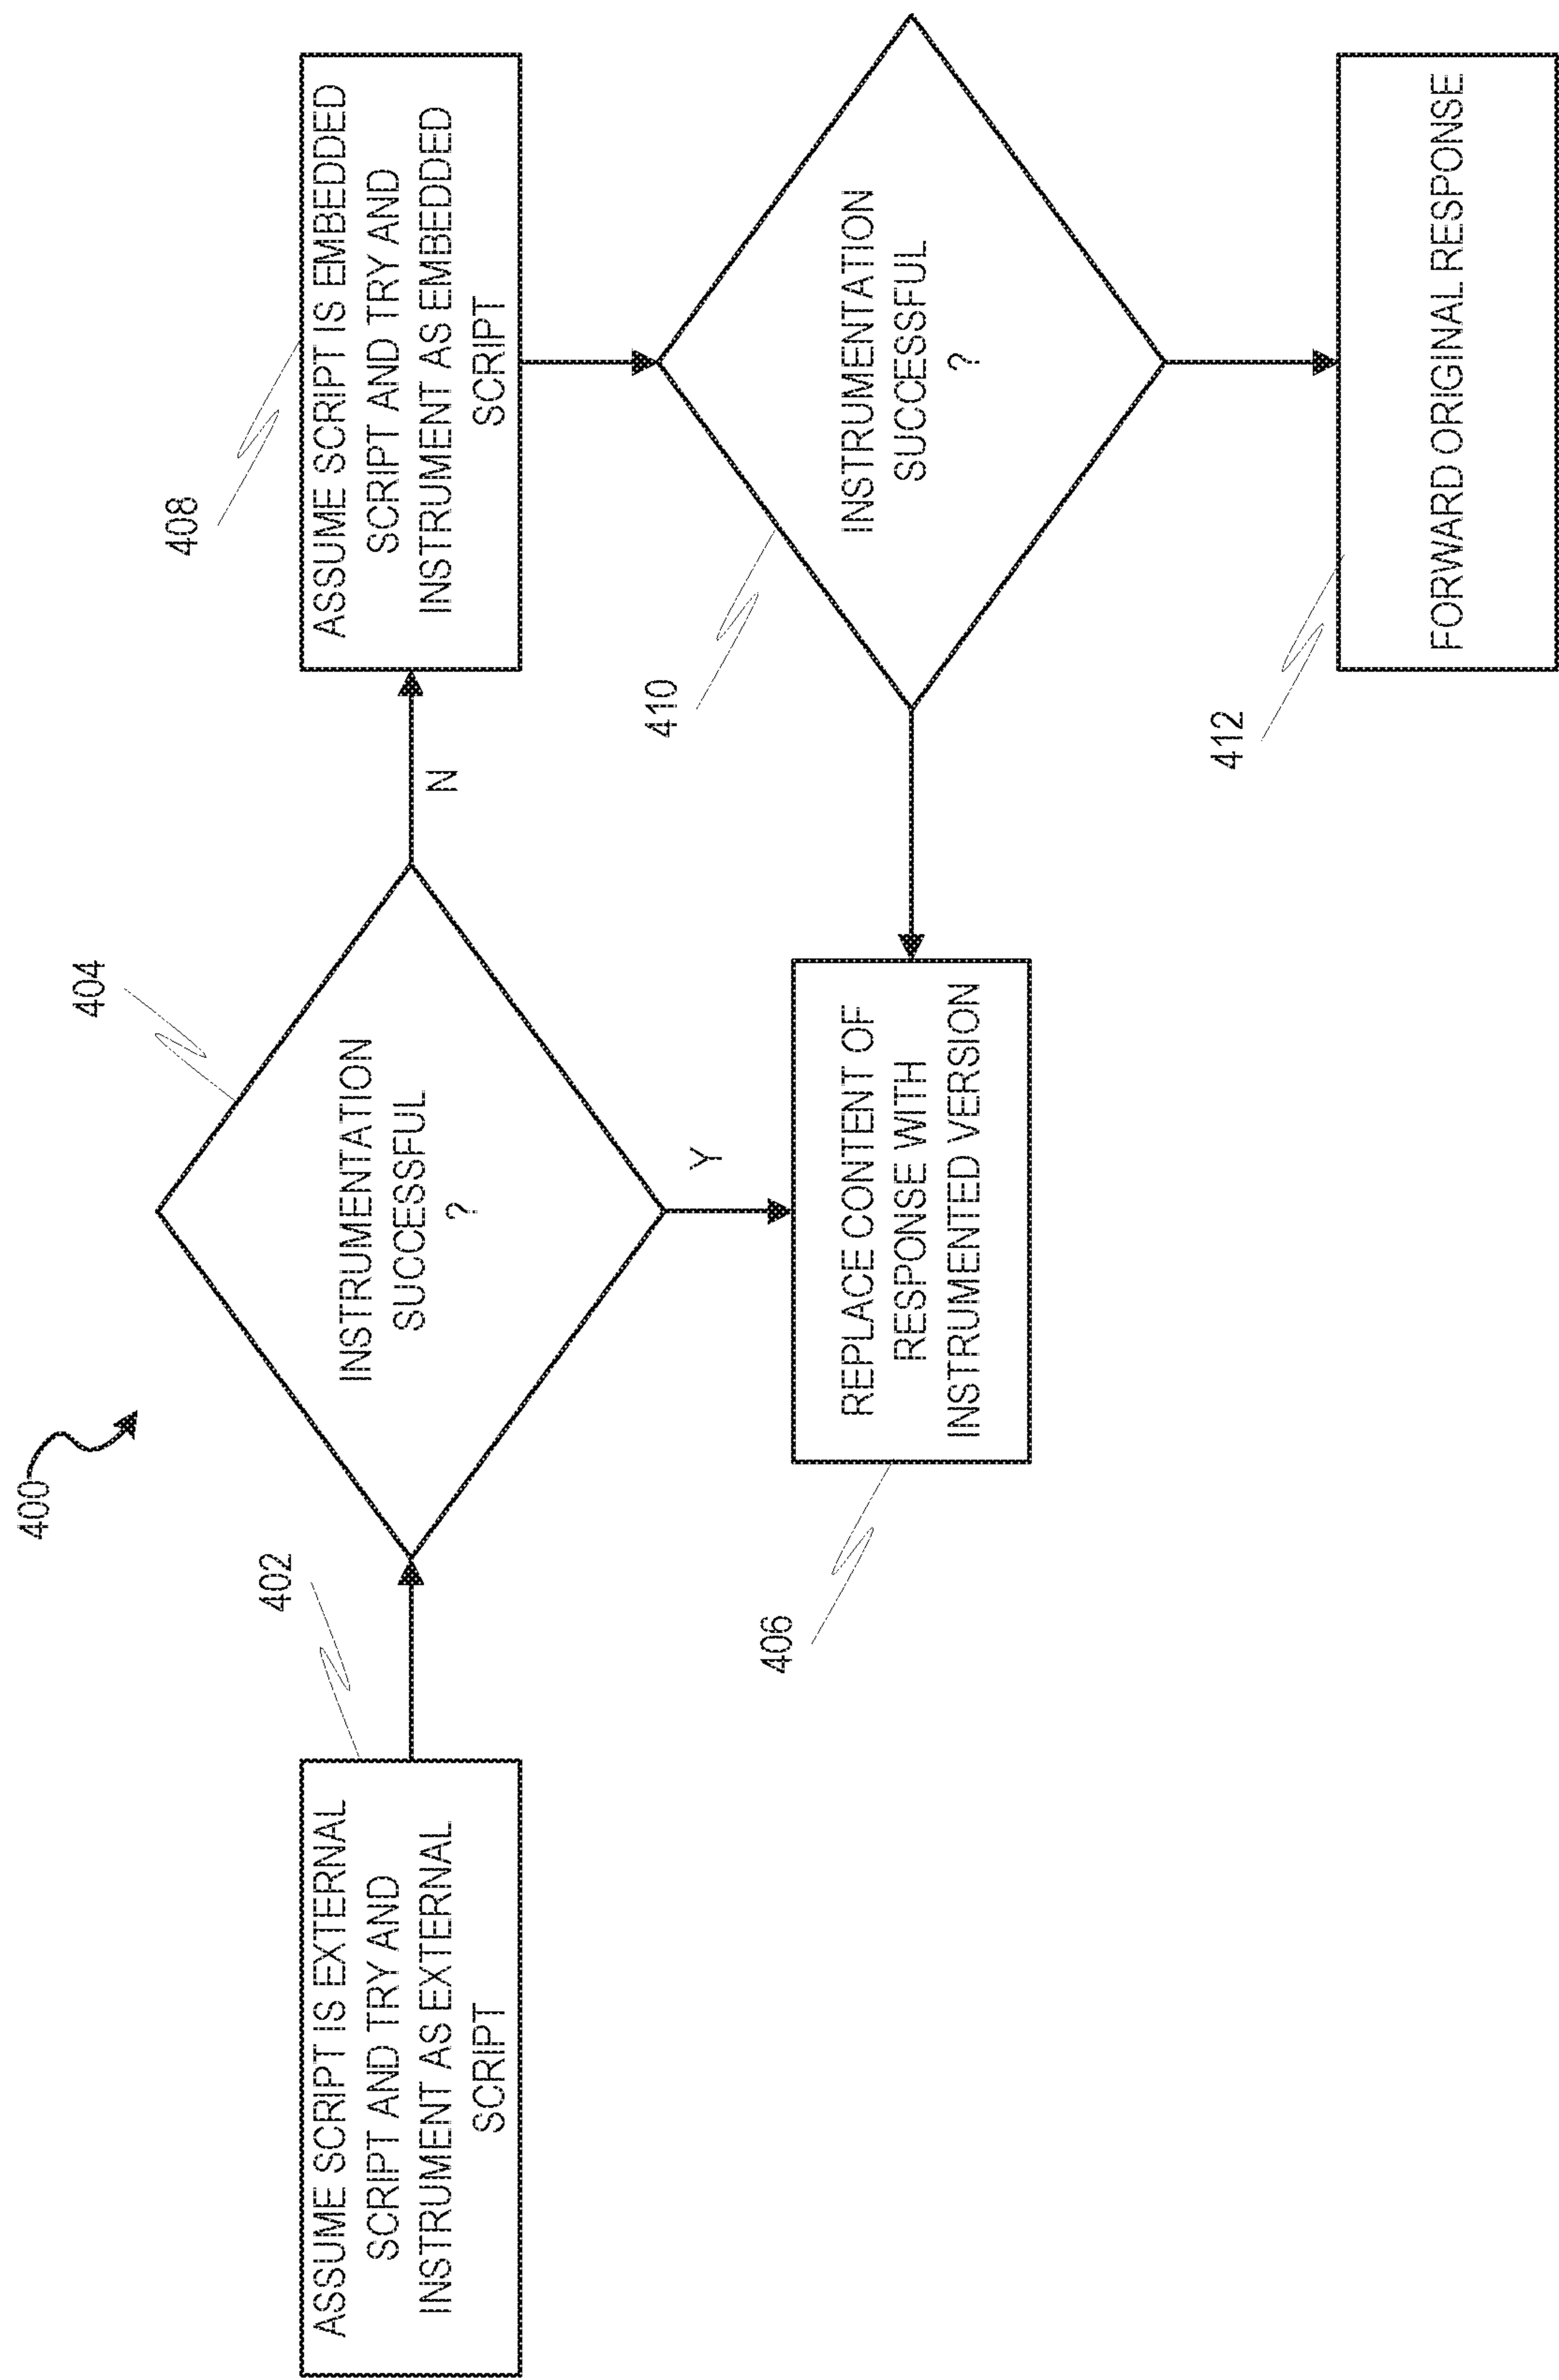 400
402
ASSUME SCRIPT IS EXTERNAL
SCRIPT AND TRY AND
INSTRUMENT AS EXTERNAL
SCRIPT
404
INSTRUMENTATION
SUCCESSFUL
?
N
Y
408
ASSUME SCRIPT IS EMBEDDED
SCRIPT AND TRY AND
INSTRUMENT AS EMBEDDED
SCRIPT
406
REPLACE CONTENT OF
RESPONSE WITH
INSTRUMENTED VERSION
410
INSTRUMENTATION
SUCCESSFUL
?
412
FORWARD ORIGINAL RESPONSE